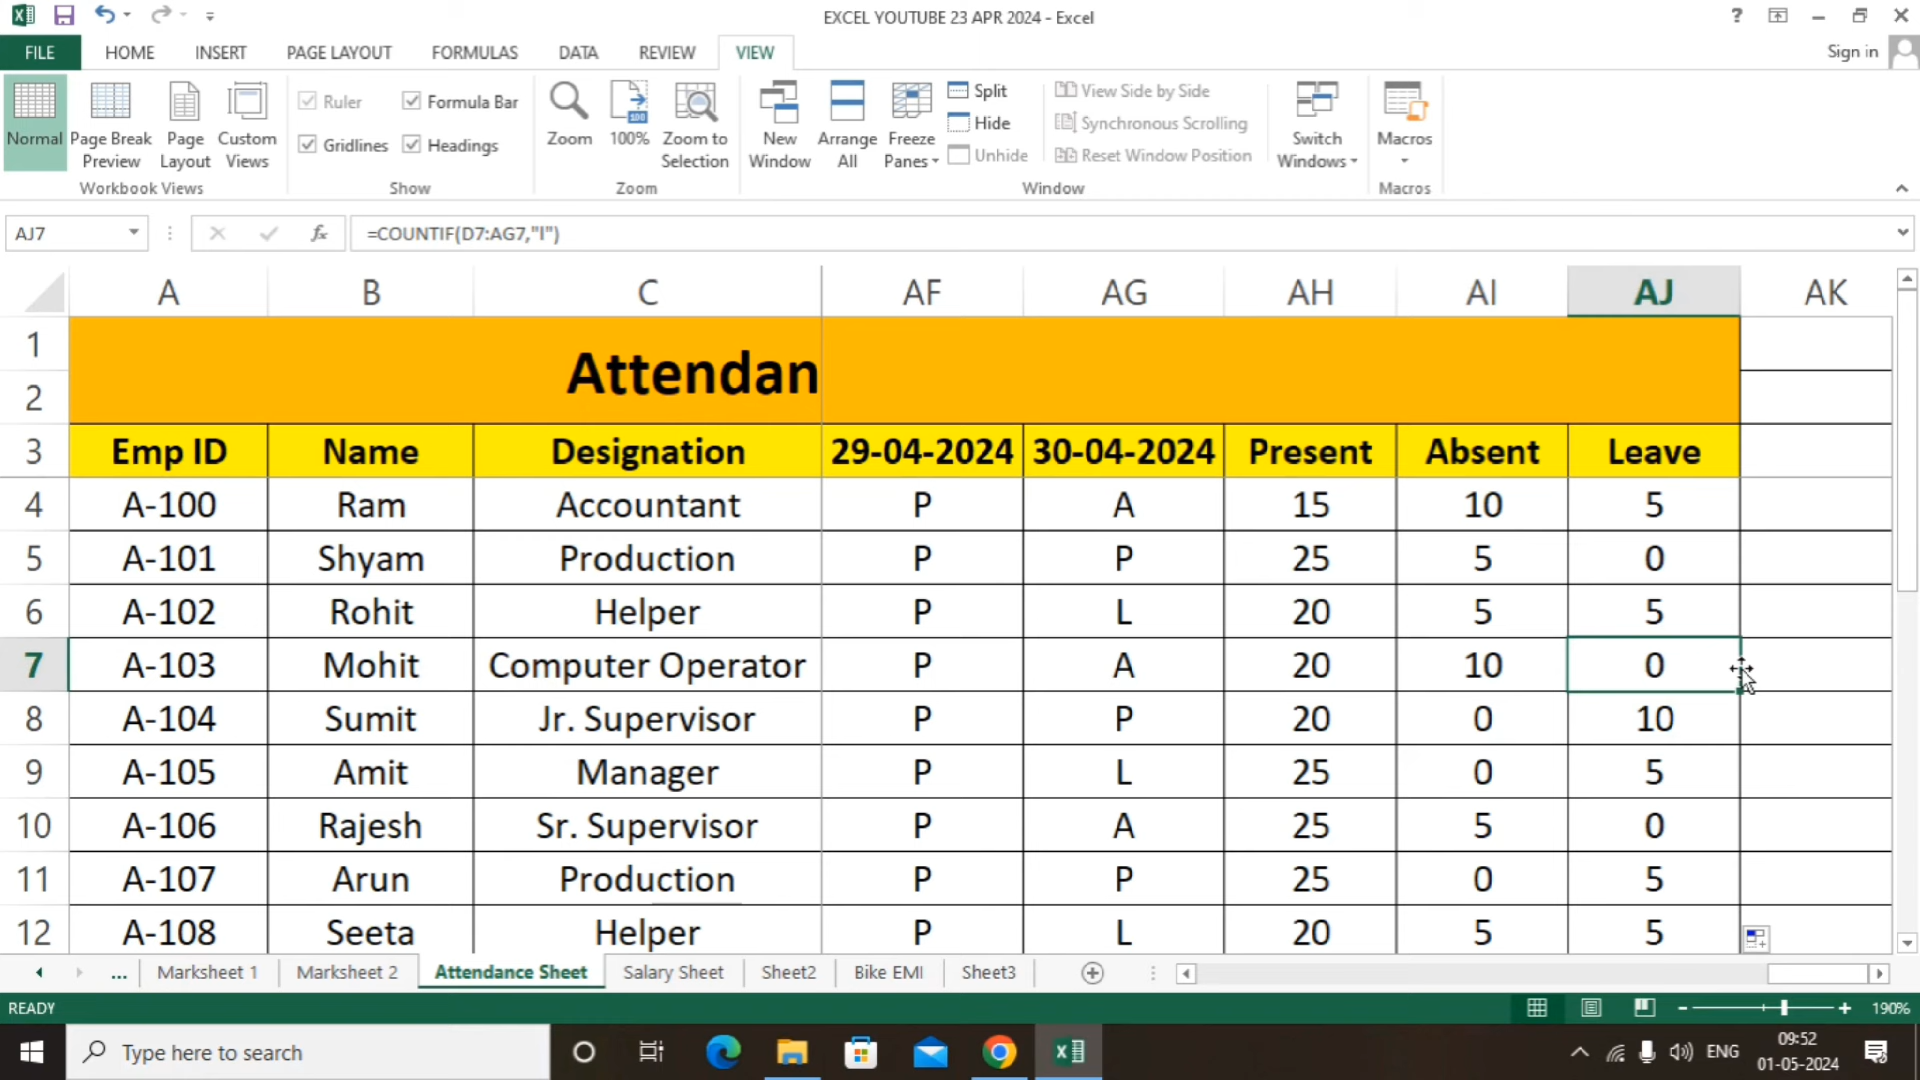 EXCEL YOUTUBE 23 APR 2024 - Excel
?
FILE HOME INSERT PAGE LAYOUT FORMULAS DATA REVIEW VIEW Sign in
Normal Page Break Preview Page Layout Custom Views
Workbook Views
Ruler Formula Bar
Gridlines Headings
Show
Zoom 100% Zoom to Selection
Zoom
New Window Arrange All Freeze Panes
Split
Hide
Unhide
View Side by Side
Synchronous Scrolling
Reset Window Position
Switch Windows
Window
Macros
Macros
AJ7 fx =COUNTIF(D7:AG7,"l")
A B C AF AG AH AI AJ AK
1 Attendan
2
3 Emp ID Name Designation 29-04-2024 30-04-2024 Present Absent Leave
4 A-100 Ram Accountant P A 15 10 5
5 A-101 Shyam Production P P 25 5 0
6 A-102 Rohit Helper P L 20 5 5
7 A-103 Mohit Computer Operator P A 20 10 0
8 A-104 Sumit Jr. Supervisor P P 20 0 10
9 A-105 Amit Manager P L 25 0 5
10 A-106 Rajesh Sr. Supervisor P A 25 5 0
11 A-107 Arun Production P P 25 0 5
12 A-108 Seeta Helper P L 20 5 5
... Marksheet 1 Marksheet 2 Attendance Sheet Salary Sheet Sheet2 Bike EMI Sheet3
READY 190%
Type here to search ENG 09:52
01-05-2024